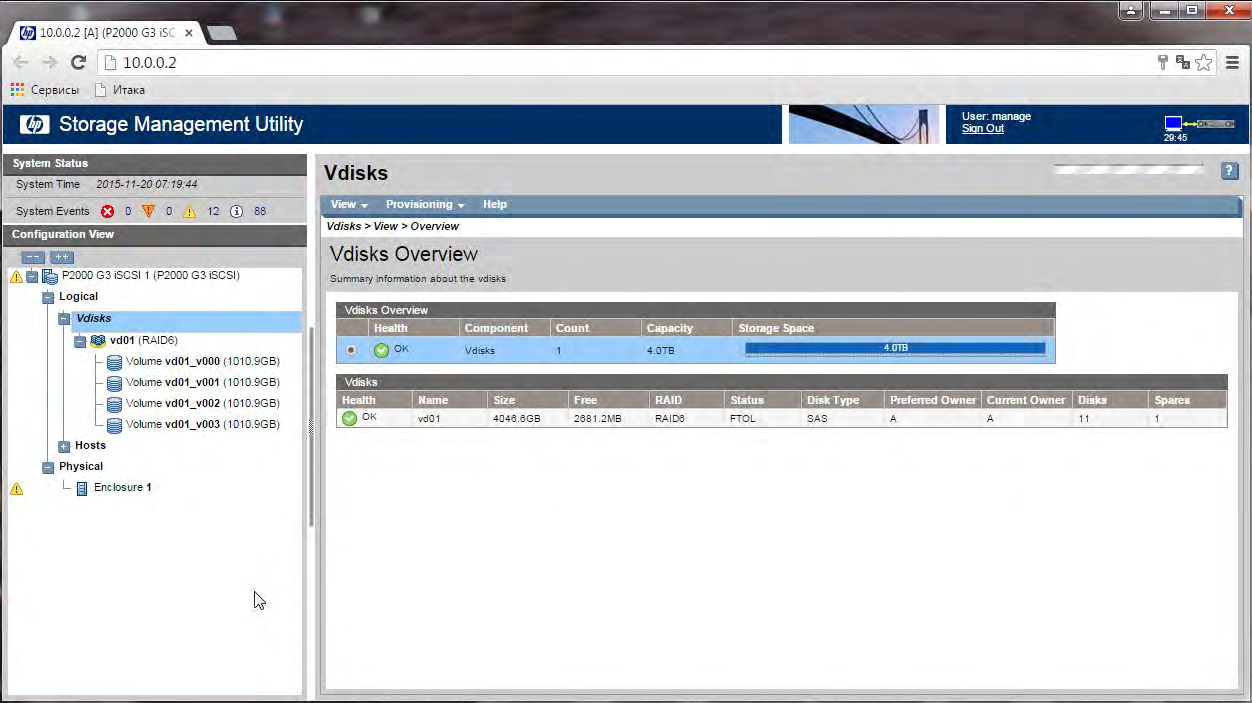 10.0.0.2 [A] (P2000 G3 iSC
10.0.0.2
Сервисы Итака
hp Storage Management Utility
User: manage
Sign Out
29:45
System Status
System Time 2015-11-20 07:19:44
System Events 0 0 12 88
Configuration View
-- ++
P2000 G3 iSCSI 1 (P2000 G3 iSCSI)
Logical
Vdisks
vd01 (RAID6)
Volume vd01_v000 (1010.9GB)
Volume vd01_v001 (1010.9GB)
Volume vd01_v002 (1010.9GB)
Volume vd01_v003 (1010.9GB)
Hosts
Physical
Enclosure 1
Vdisks
?
View Provisioning Help
Vdisks > View > Overview
Vdisks Overview
Summary information about the vdisks
Vdisks Overview
Health Component Count Capacity Storage Space
OK Vdisks 1 4.0TB 4.0TB
Vdisks
Health Name Size Free RAID Status Disk Type Preferred Owner Current Owner Disks Spares
OK vd01 4046.6GB 2681.2MB RAID6 FTOL SAS A A 11 1